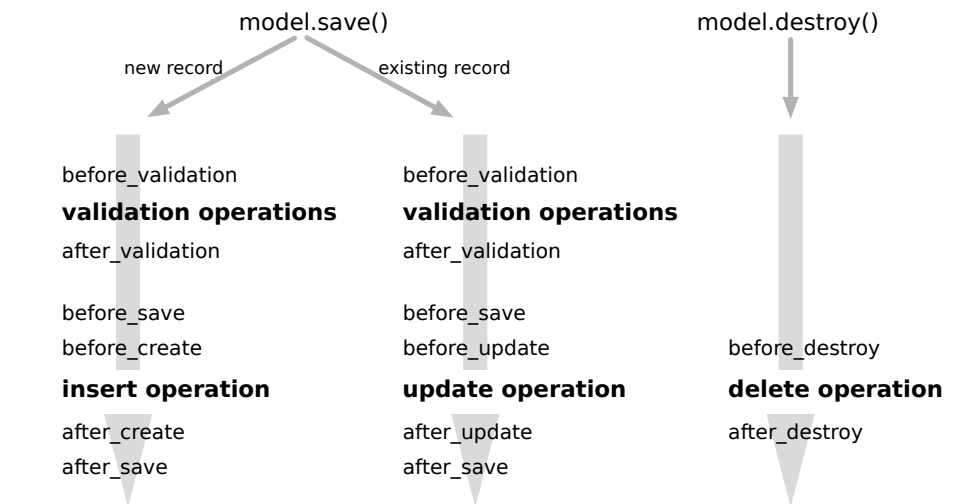 model.save()
model.destroy()
new record
existing record
before_validation
validation operations
after_validation
before_save
before_create
insert operation
after_create
after_save
before_validation
validation operations
after_validation
before_save
before_update
update operation
after_update
after_save
before_destroy
delete operation
after_destroy